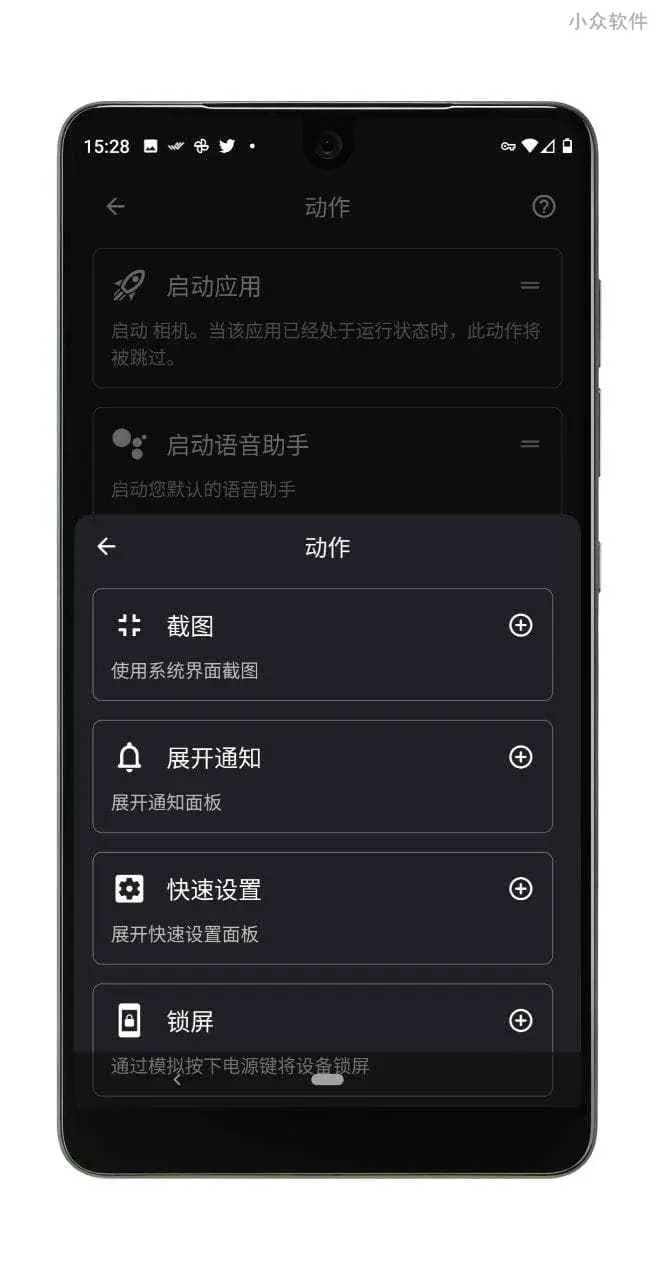 小众软件
15:28
动作
启动应用
启动 相机。当该应用已经处于运行状态时，此动作将
被跳过。
启动语音助手
启动您默认的语音助手
动作
截图
使用系统界面截图
展开通知
展开通知面板
快速设置
展开快速设置面板
锁屏
通过模拟按下电源键将设备锁屏